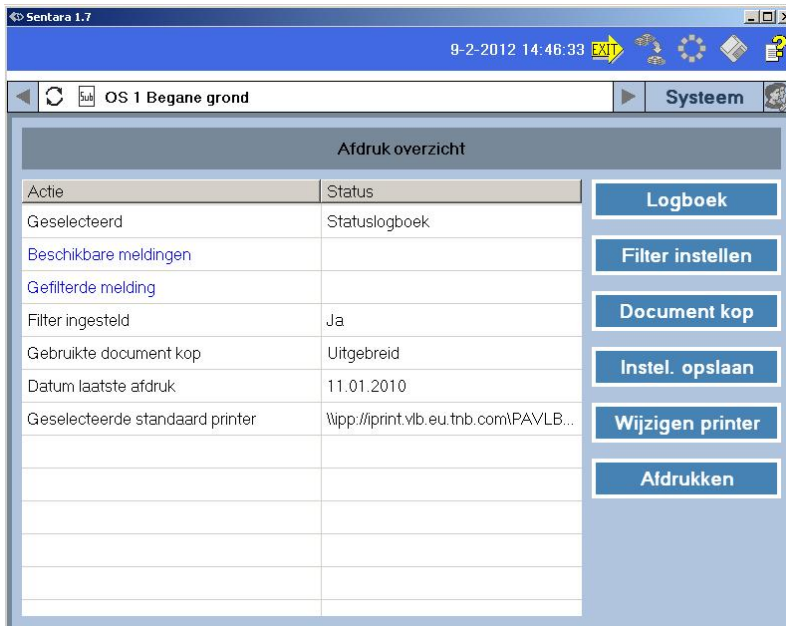 Sentara 1.7
9-2-2012 14:46:33 EXIT
Sub OS 1 Begane grond Systeem
Afdruk overzicht
Actie Status
Geselecteerd Statuslogboek
Beschikbare meldingen
Gefilterde melding
Filter ingesteld Ja
Gebruikte document kop Uitgebreid
Datum laatste afdruk 11.01.2010
Geselecteerde standaard printer \\ipp://iprint.vlb.eu.tnb.com\PAVLB...
Logboek
Filter instellen
Document kop
Instel. opslaan
Wijzigen printer
Afdrukken